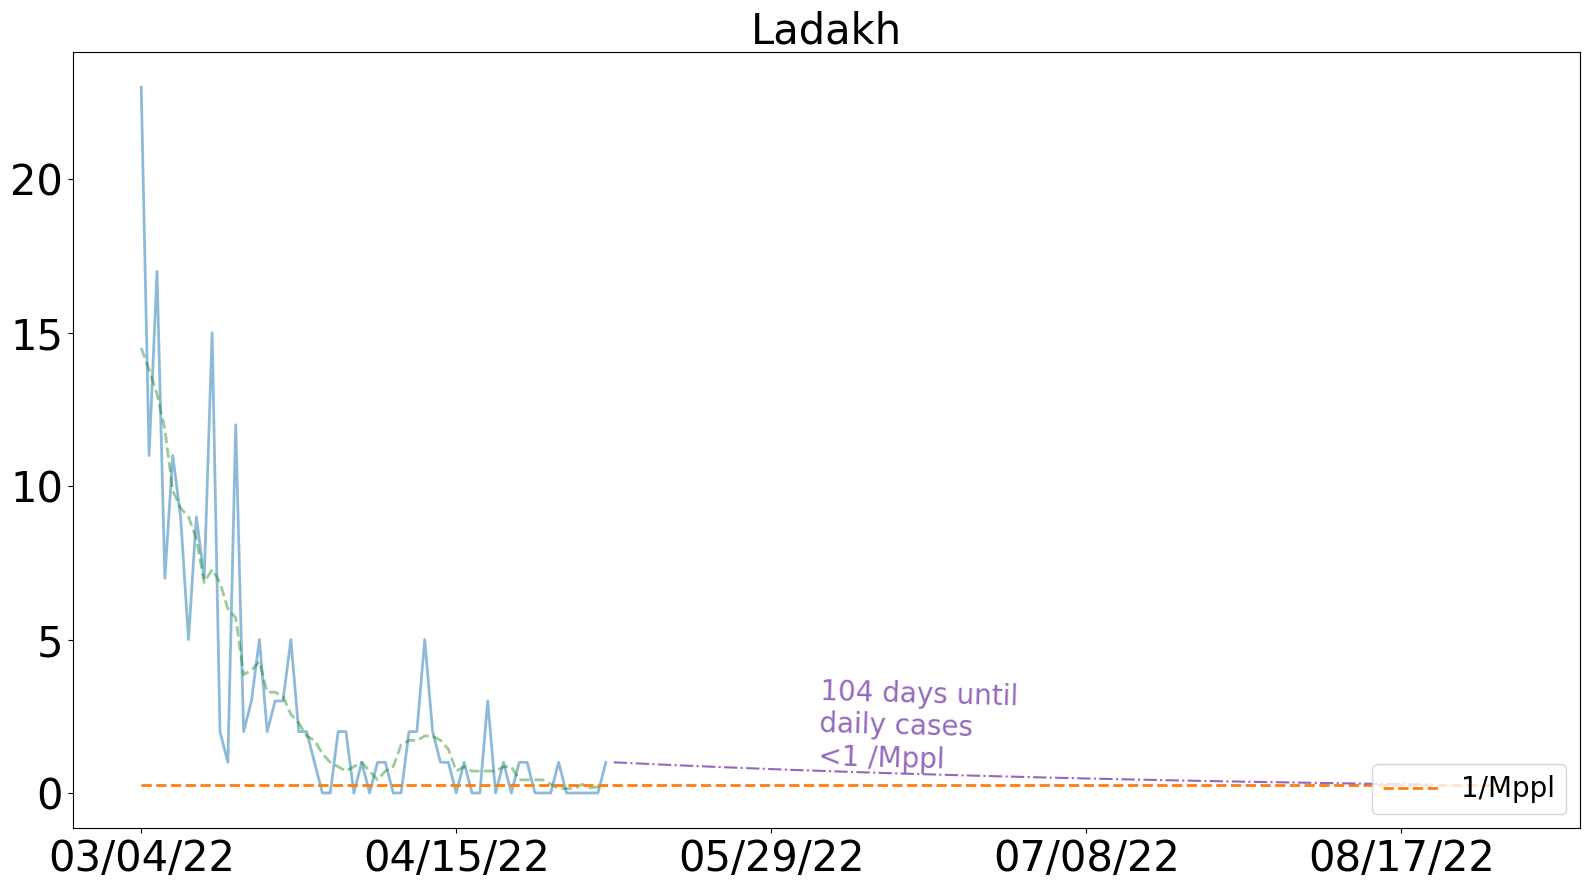 Ladakh
20
15
10
5
0
104 days until
daily cases
<1 /Mppl
1/Mppl
03/04/22 04/15/22 05/29/22 07/08/22 08/17/22